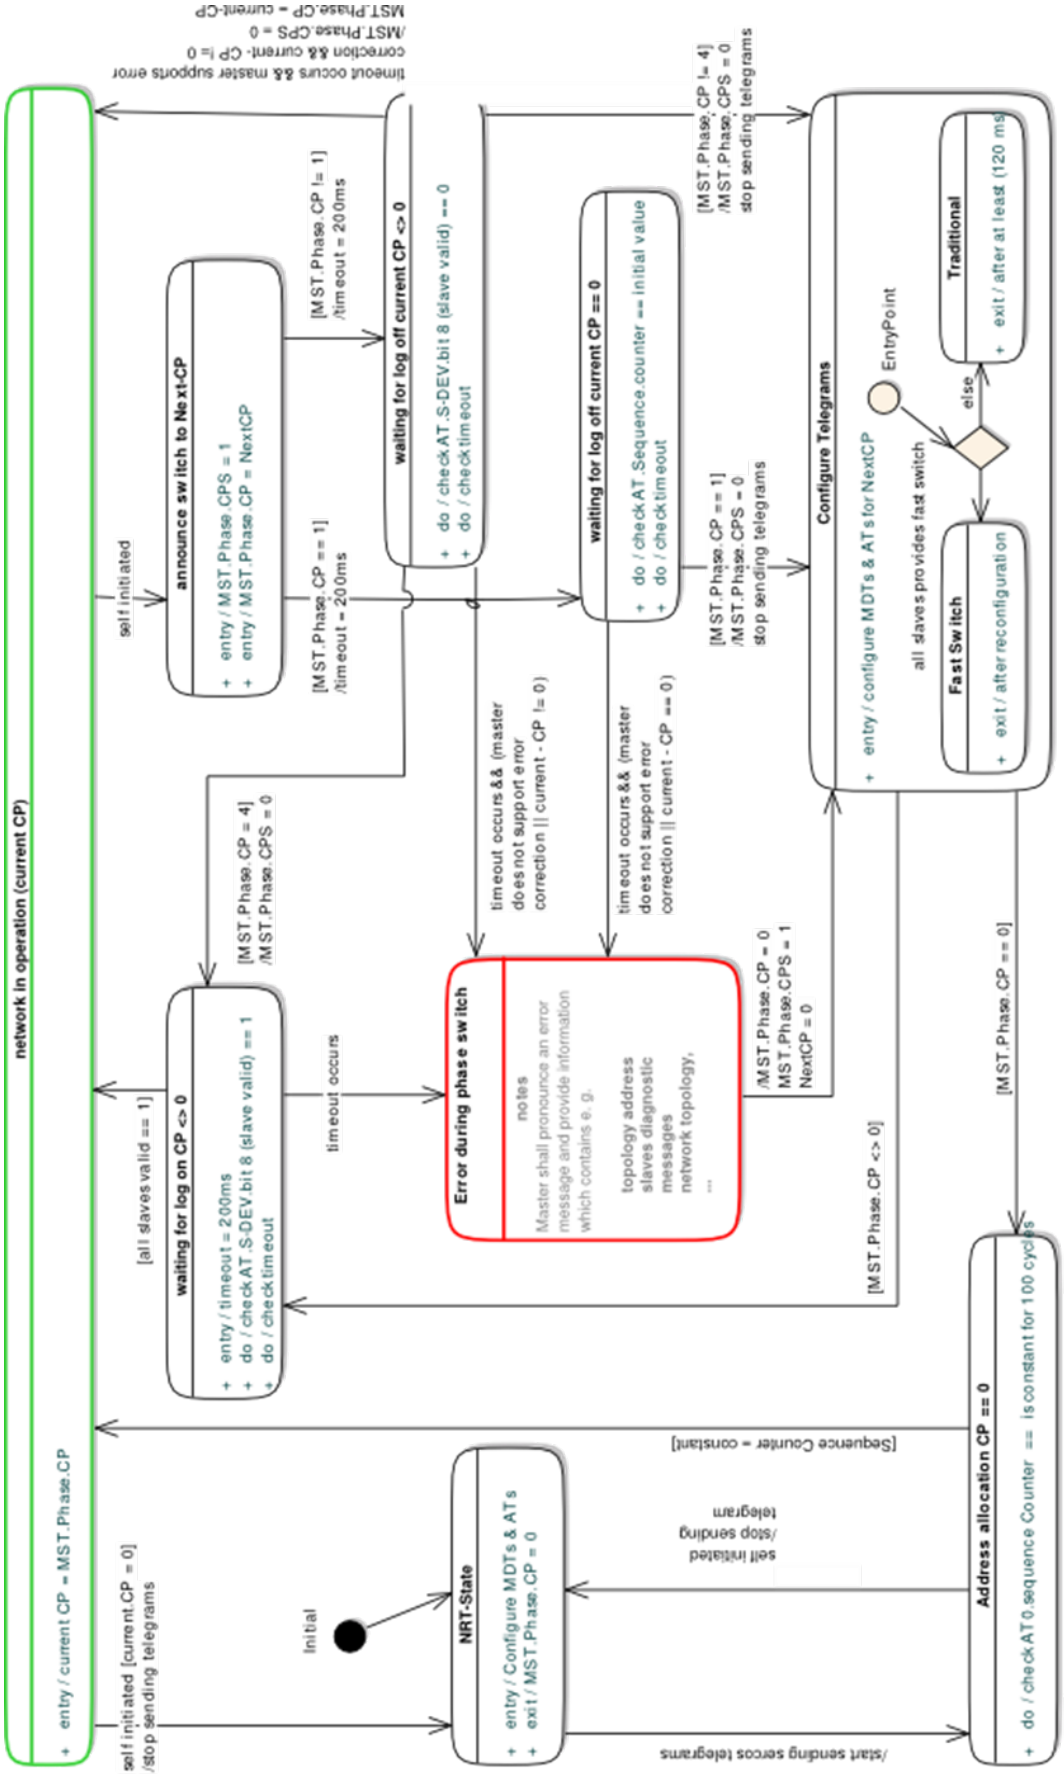 network in operation (current CP)
+ entry / current CP = MST.Phase.CP
timeout occurs && master supports error
correction && current- CP != 0
/MST.Phase.CPS = 0
MST.Phase.CP = current-CP
self initiated
announce switch to Next-CP
+ entry / MST.Phase.CPS = 1
+ entry / MST.Phase.CP = NextCP
[MST.Phase.CP != 1]
/timeout = 200ms
[MST.Phase.CP == 1]
/timeout = 200ms
waiting for log off current CP <> 0
+ do / check AT.S-DEV.bit 8 (slave valid) == 0
+ do / check timeout
waiting for log off current CP == 0
+ do / check AT.Sequence.counter == initial value
+ do / check timeout
[MST.Phase.CP != 4]
/MST.Phase.CPS = 0
stop sending telegrams
[MST.Phase.CP == 1]
/MST.Phase.CPS = 0
stop sending telegrams
Configure Telegrams
+ entry / configure MDTs & ATs for NextCP
EntryPoint
all slaves provides fast switch
else
Traditional
+ exit / after at least (120 ms
Fast Switch
+ exit / after reconfiguration
[MST.Phase.CP = 4]
/MST.Phase.CPS = 0
timeout occurs && (master
does not support error
correction || current - CP != 0)
timeout occurs && (master
does not support error
correction || current - CP == 0)
[all slaves valid == 1]
waiting for log on CP <> 0
+ entry / timeout = 200ms
+ do / check AT.S-DEV.bit 8 (slave valid) == 1
+ do / check timeout
timeout occurs
Error during phase switch
notes
Master shall pronounce an error
message and provide information
which contains e. g.
topology address
slaves diagnostic
messages
network topology,
...
/MST.Phase.CP = 0
MST.Phase.CPS = 1
NextCP = 0
[MST.Phase.CP <> 0]
[MST.Phase.CP == 0]
[Sequence Counter = constant]
self initiated [current.CP = 0]
/stop sending telegrams
Initial
NRT-State
+ entry / Configure MDTs & ATs
+ exit / MST.Phase.CP = 0
self initiated
/stop sending
telegram
/start sending sercos telegrams
Address allocation CP == 0
+ do / check AT0.sequence Counter == is constant for 100 cycles